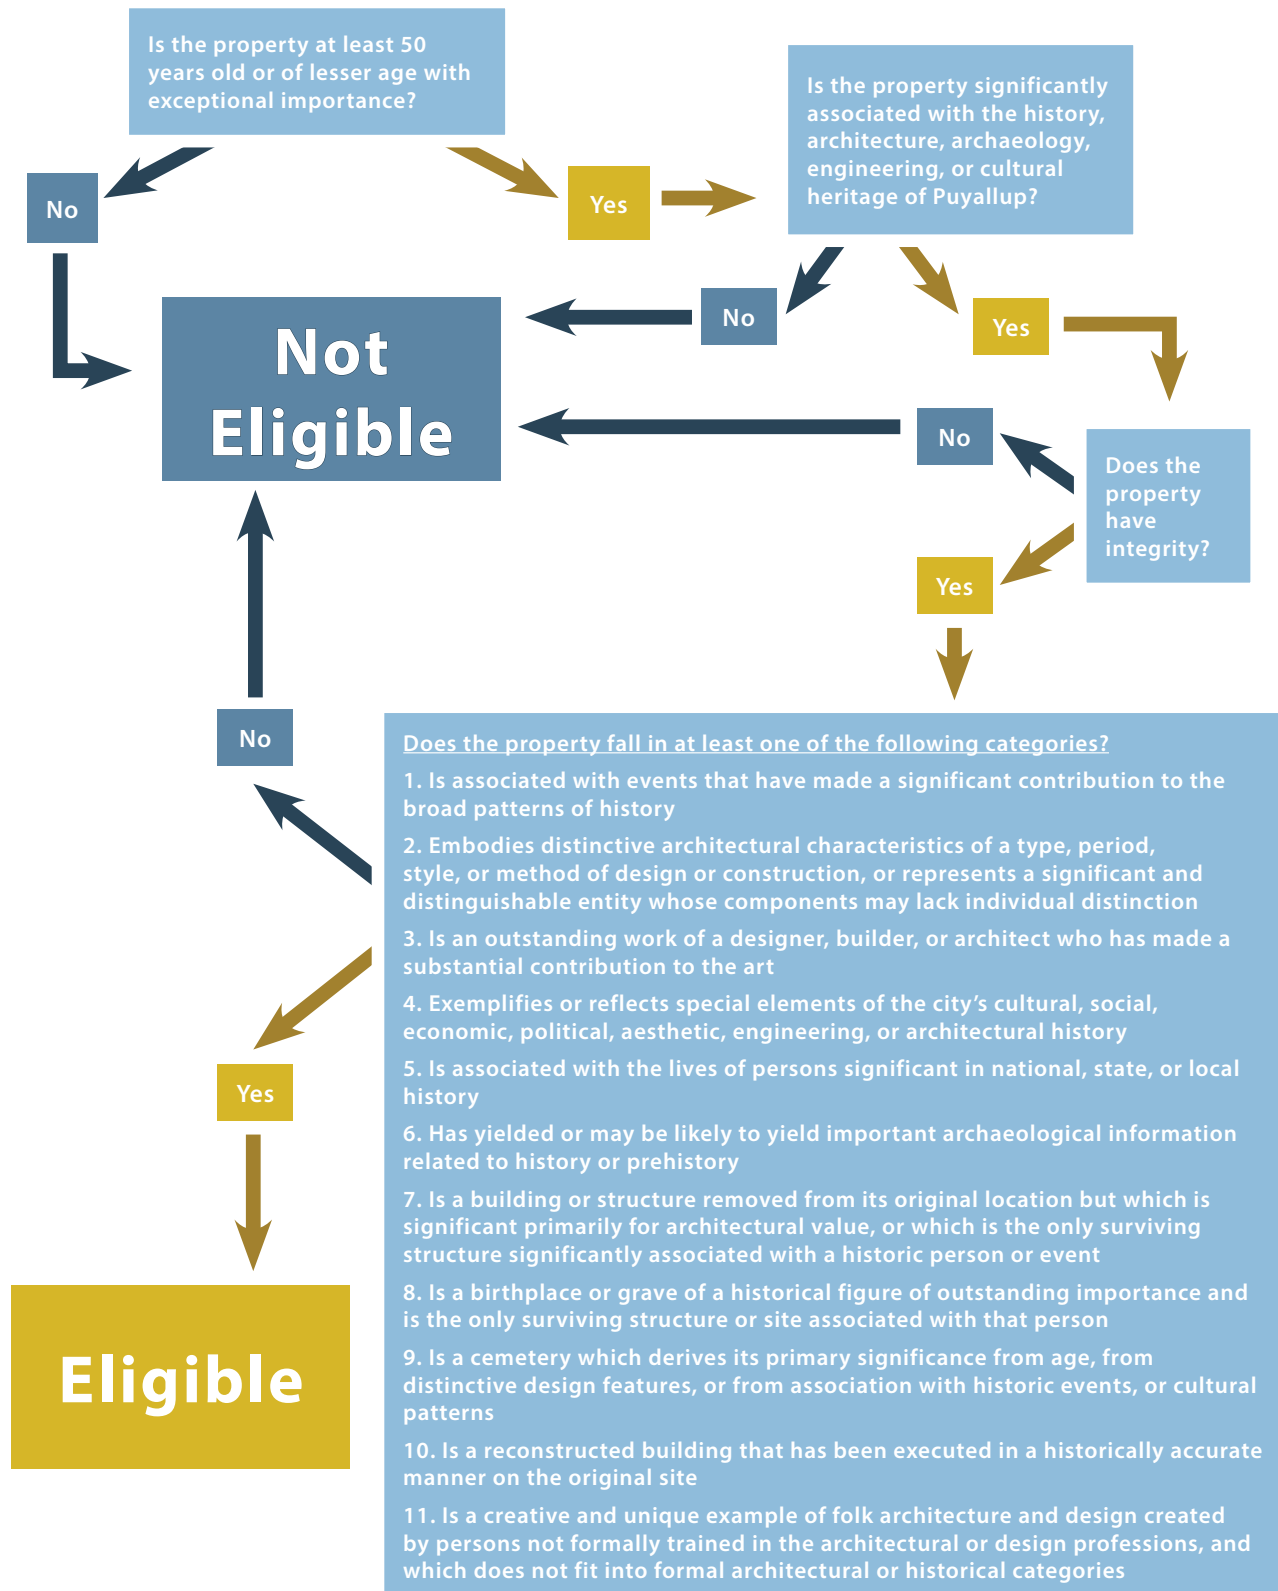 Is the property at least 50
years old or of lesser age with
exceptional importance?
Is the property significantly
associated with the history,
architecture, archaeology,
engineering, or cultural
heritage of Puyallup?
No
Yes
Not
Eligible
No
Yes
No
Does the
property
have
integrity?
Yes
No
Does the property fall in at least one of the following categories?
1. Is associated with events that have made a significant contribution to the
broad patterns of history
2. Embodies distinctive architectural characteristics of a type, period,
style, or method of design or construction, or represents a significant and
distinguishable entity whose components may lack individual distinction
3. Is an outstanding work of a designer, builder, or architect who has made a
substantial contribution to the art
4. Exemplifies or reflects special elements of the city’s cultural, social,
economic, political, aesthetic, engineering, or architectural history
5. Is associated with the lives of persons significant in national, state, or local
history
6. Has yielded or may be likely to yield important archaeological information
related to history or prehistory
7. Is a building or structure removed from its original location but which is
significant primarily for architectural value, or which is the only surviving
structure significantly associated with a historic person or event
8. Is a birthplace or grave of a historical figure of outstanding importance and
is the only surviving structure or site associated with that person
9. Is a cemetery which derives its primary significance from age, from
distinctive design features, or from association with historic events, or cultural
patterns
10. Is a reconstructed building that has been executed in a historically accurate
manner on the original site
11. Is a creative and unique example of folk architecture and design created
by persons not formally trained in the architectural or design professions, and
which does not fit into formal architectural or historical categories
Yes
Eligible